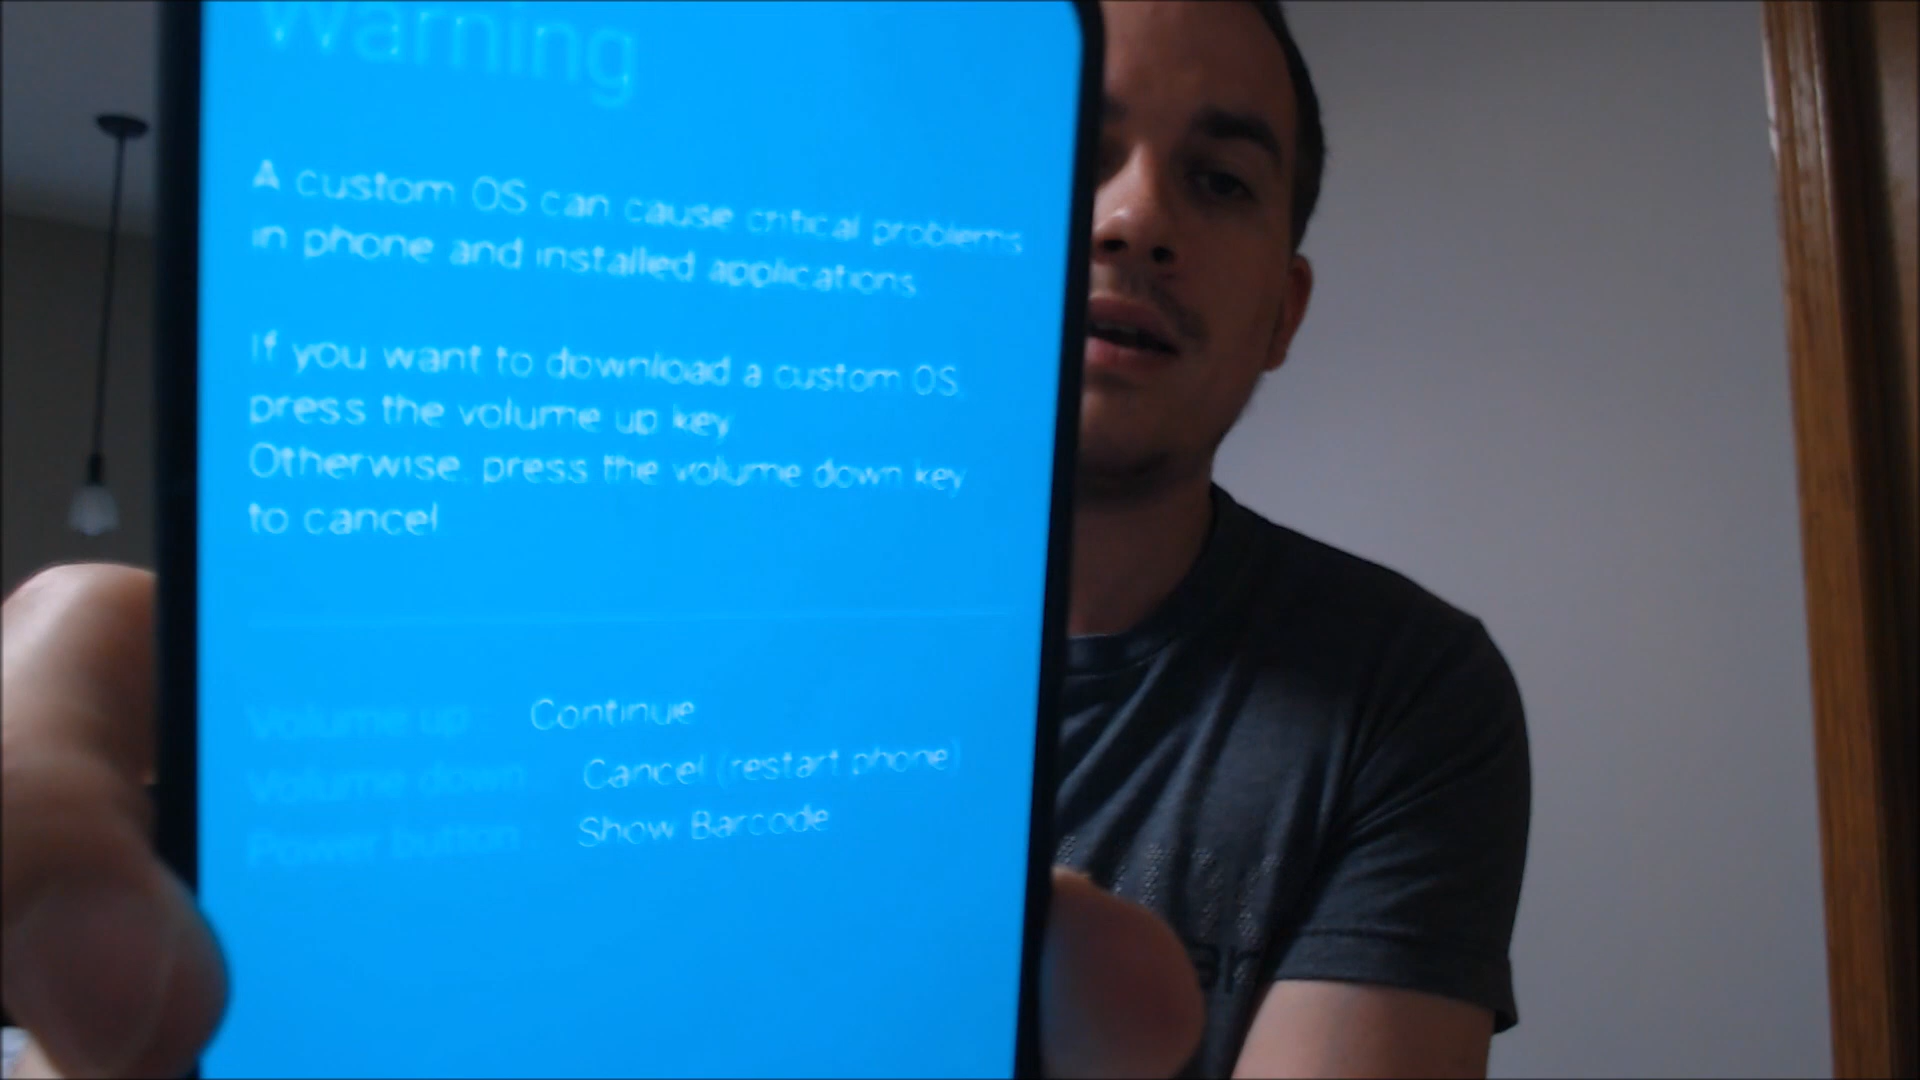 Warning
A custom OS can cause critical problems
in phone and installed applications.
If you want to download a custom OS,
press the volume up key.
Otherwise, press the volume down key
to cancel.
Volume up: Continue
Volume down: Cancel (restart phone)
Power button: Show Barcode